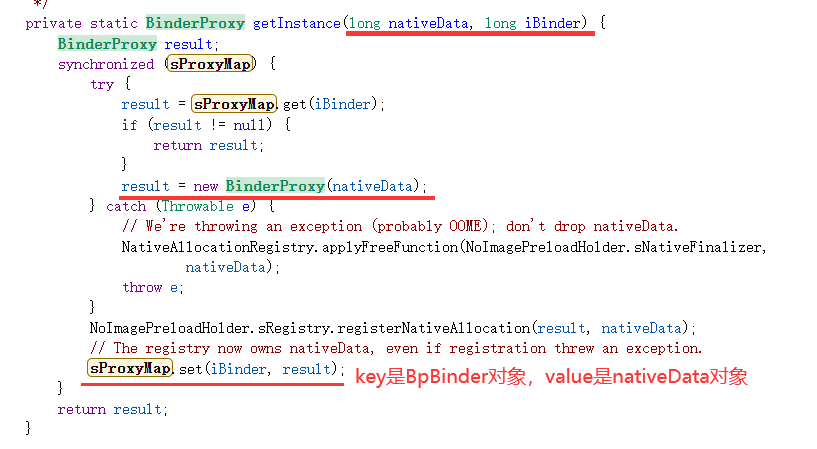 */
private static BinderProxy getInstance(long nativeData, long iBinder) {
BinderProxy result;
synchronized (sProxyMap) {
try {
result = sProxyMap.get(iBinder);
if (result != null) {
return result;
}
result = new BinderProxy(nativeData);
} catch (Throwable e) {
// We're throwing an exception (probably OOME); don't drop nativeData.
NativeAllocationRegistry.applyFreeFunction(NoImagePreloadHolder.sNativeFinalizer,
nativeData);
throw e;
}
NoImagePreloadHolder.sRegistry.registerNativeAllocation(result, nativeData);
// The registry now owns nativeData, even if registration threw an exception.
sProxyMap.set(iBinder, result); key是BpBinder对象，value是nativeData对象
}
return result;
}